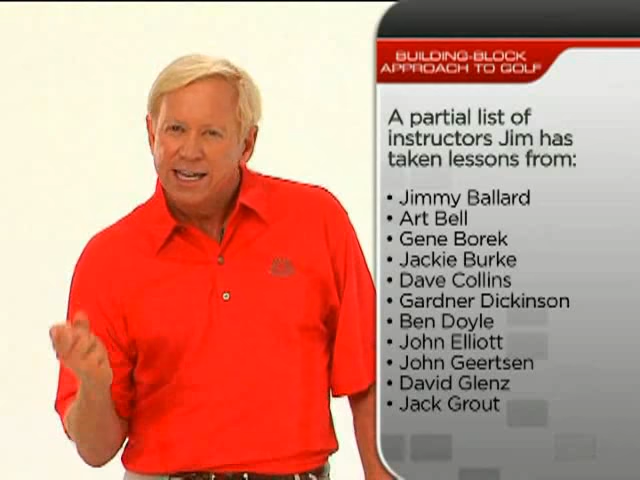 BUILDING-BLOCK
APPROACH TO GOLF
A partial list of
instructors Jim has
taken lessons from:
• Jimmy Ballard
• Art Bell
• Gene Borek
• Jackie Burke
• Dave Collins
• Gardner Dickinson
• Ben Doyle
• John Elliott
• John Geertsen
• David Glenz
• Jack Grout